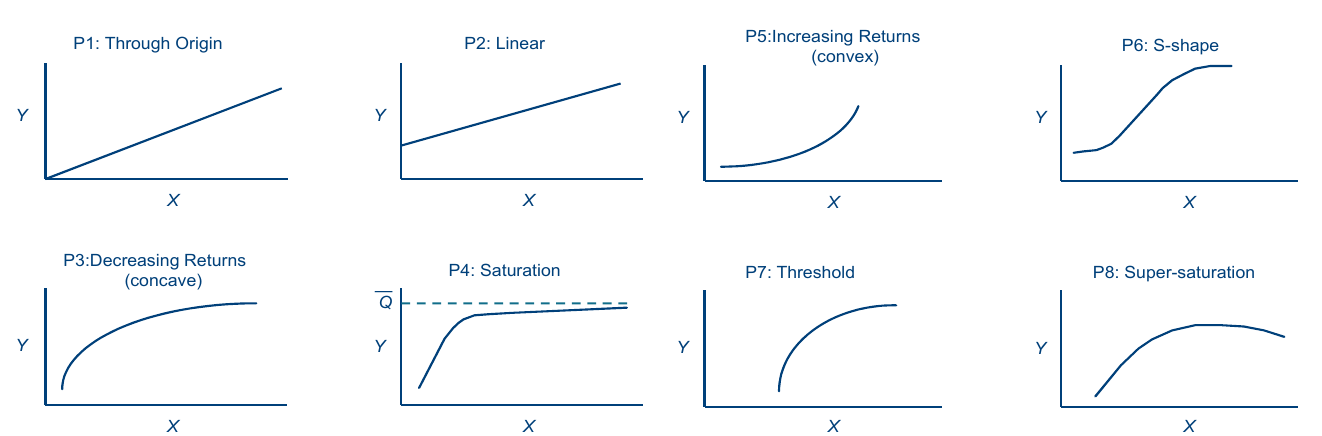 P1: Through Origin
Y
X
P2: Linear
Y
X
P5:Increasing Returns
(convex)
Y
X
P6: S-shape
Y
X
P3:Decreasing Returns
(concave)
Y
X
P4: Saturation
Q̅
Y
X
P7: Threshold
Y
X
P8: Super-saturation
Y
X